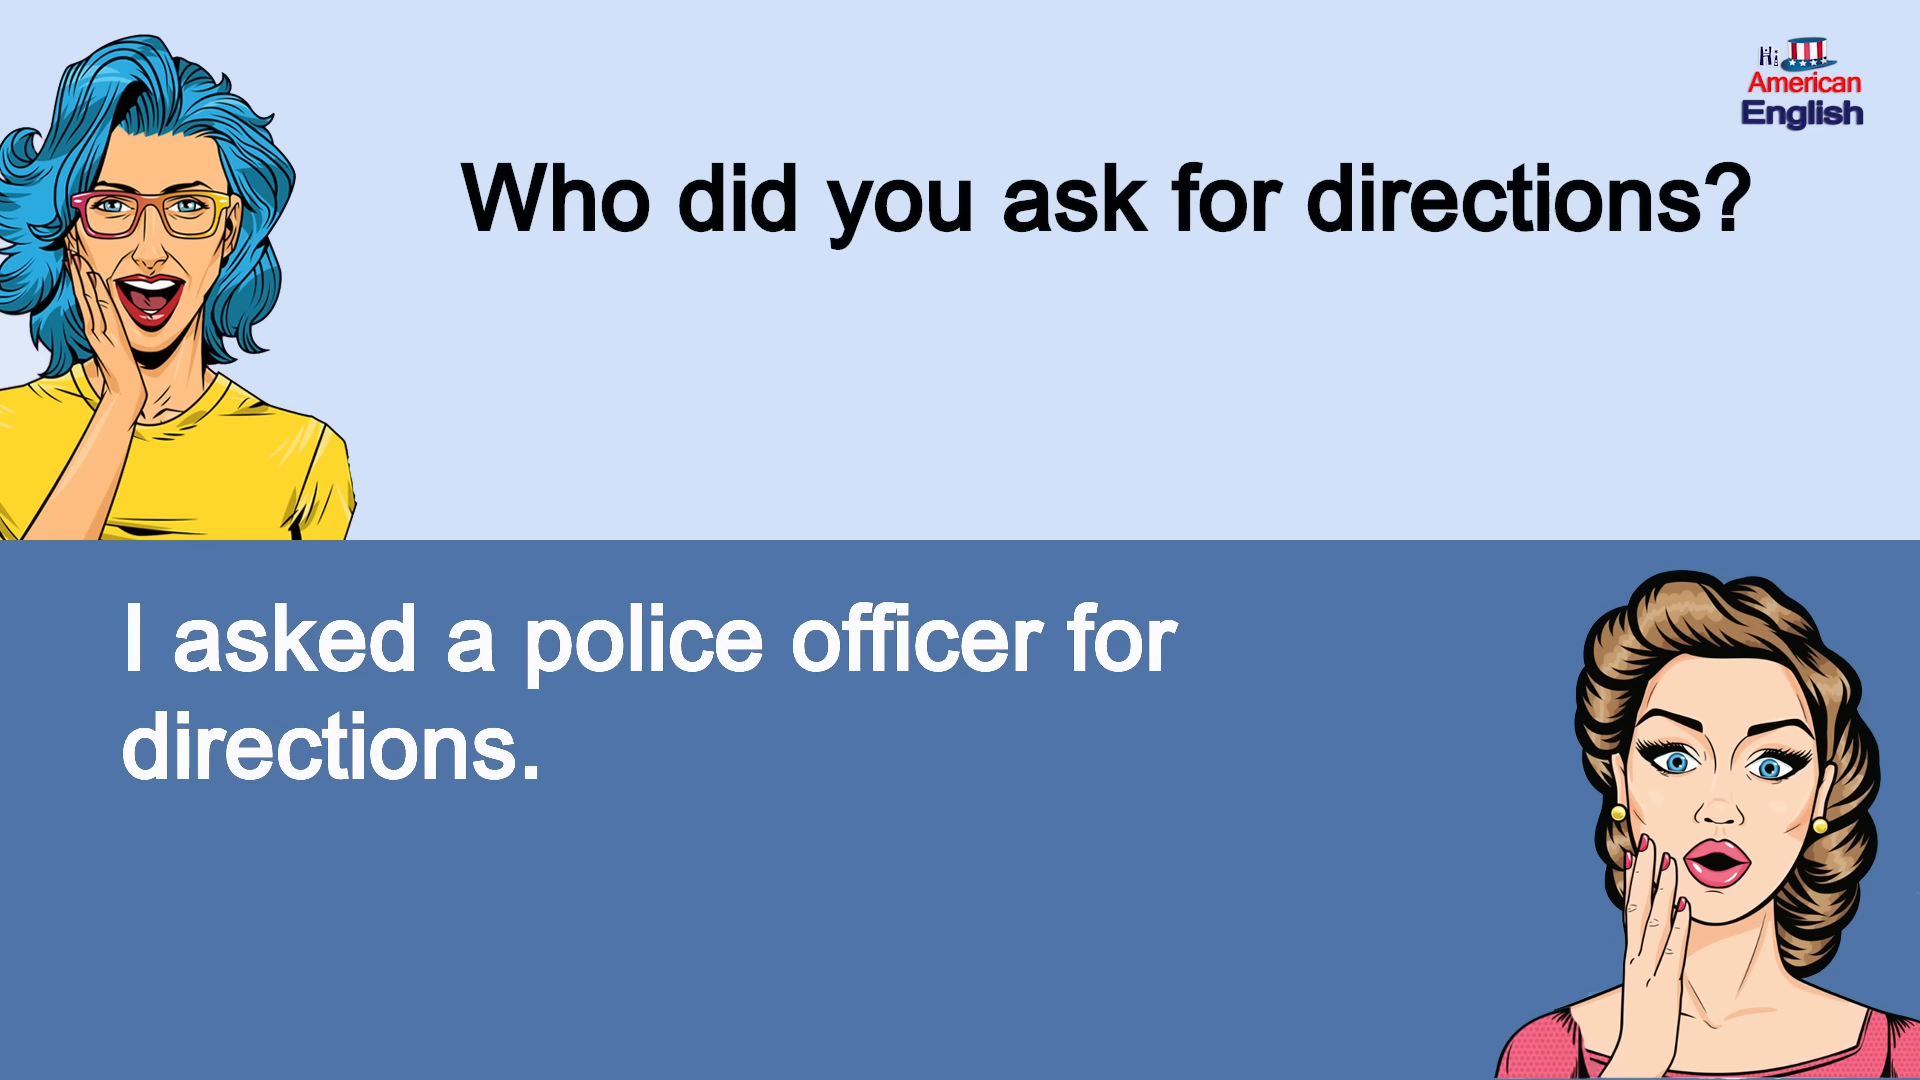 Hi
American
English
Who did you ask for directions?
I asked a police officer for
directions.